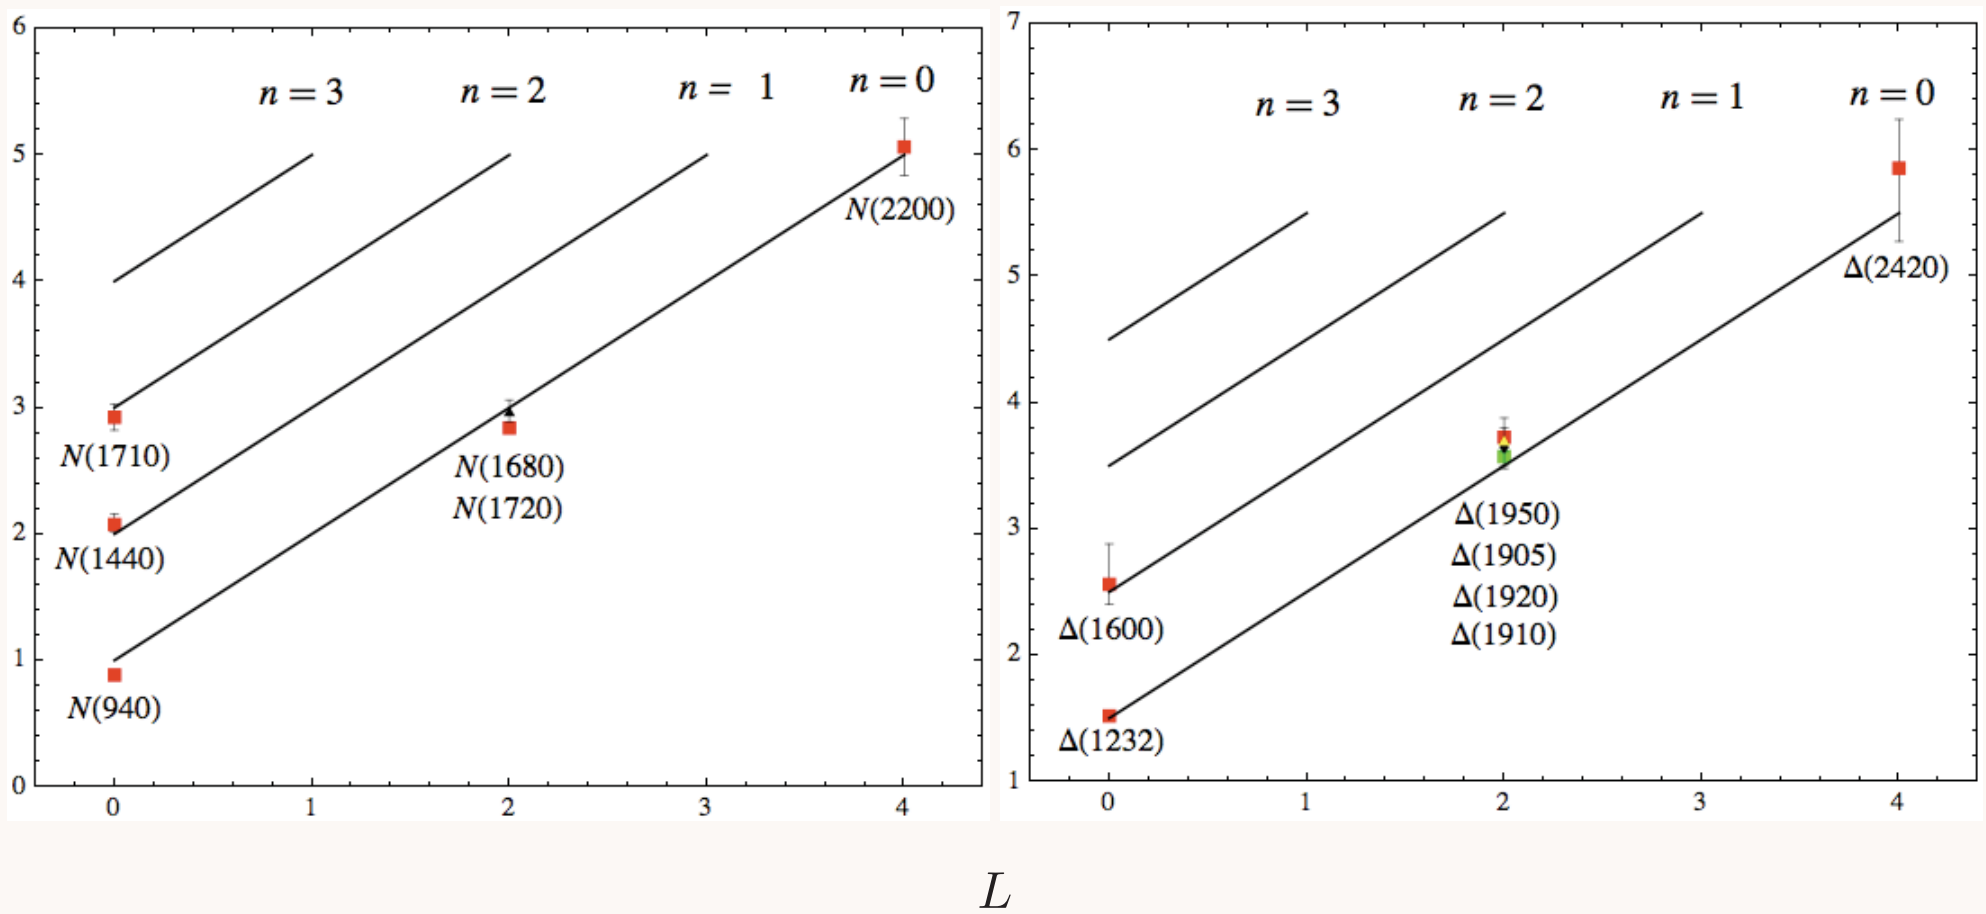 6
n = 3
n = 2
n = 1
n = 0
5
N(2200)
4
3
N(1710)
N(1680)
N(1720)
2
N(1440)
1
N(940)
0
0 1 2 3 4
7
n = 3
n = 2
n = 1
n = 0
6
5
Δ(2420)
4
3
Δ(1950)
Δ(1905)
Δ(1920)
Δ(1910)
Δ(1600)
2
Δ(1232)
1
0 1 2 3 4
L